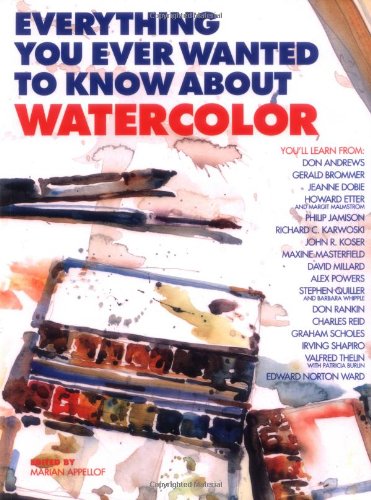 EVERYTHING
YOU EVER WANTED
TO KNOW ABOUT
WATERCOLOR
YOU'LL LEARN FROM:
DON ANDREWS
GERALD BROMMER
JEANNE DOBIE
HOWARD ETTER
AND MARGIT MALMSTROM
PHILIP JAMISON
RICHARD C. KARWOSKI
JOHN R. KOSER
MAXINE MASTERFIELD
DAVID MILLARD
ALEX POWERS
STEPHEN QUILLER
AND BARBARA WHIPPLE
DON RANKIN
CHARLES REID
GRAHAM SCHOLES
IRVING SHAPIRO
VALFRED THELIN
WITH PATRICIA BURLIN
EDWARD NORTON WARD
EDITED BY
MARIAN APPELLOF